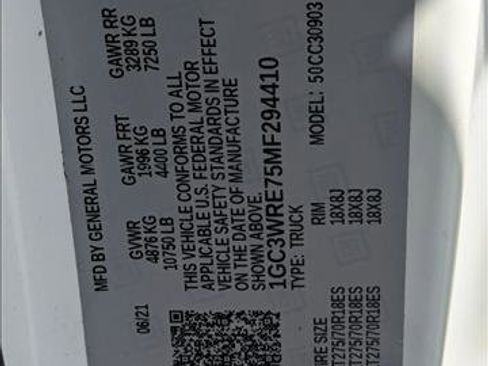 MFD BY GENERAL MOTORS LLC
06/21 GVWR GAWR FRT GAWR RR
4876 KG 1996 KG 3289 KG
10750 LB 4400 LB 7250 LB
THIS VEHICLE CONFORMS TO ALL
APPLICABLE U.S. FEDERAL MOTOR
VEHICLE SAFETY STANDARDS IN EFFECT
ON THE DATE OF MANUFACTURE
SHOWN ABOVE.
1GC3WRE75MF294410
TYPE: TRUCK MODEL: 50CC30903
IRE SIZE RIM
T275/70R18ES 18X8J
T275/70R18ES 18X8J
T275/70R18ES 18X8J